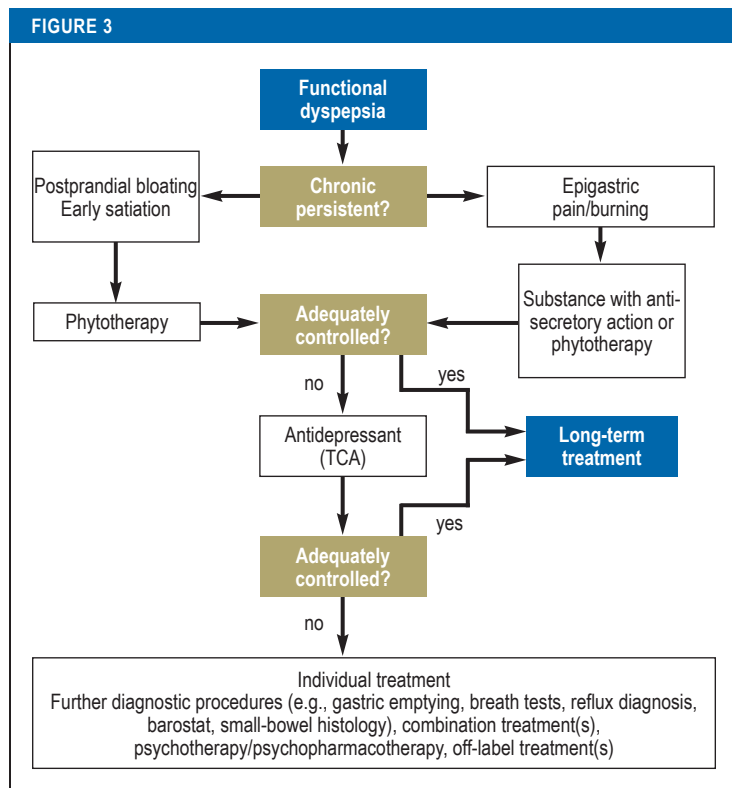 FIGURE 3
Functional
dyspepsia
Postprandial bloating
Early satiation
Chronic
persistent?
Epigastric
pain/burning
Phytotherapy
Adequately
controlled?
Substance with anti-
secretory action or
phytotherapy
no
yes
Antidepressant
(TCA)
Long-term
treatment
yes
Adequately
controlled?
no
Individual treatment
Further diagnostic procedures (e.g., gastric emptying, breath tests, reflux diagnosis,
barostat, small-bowel histology), combination treatment(s),
psychotherapy/psychopharmacotherapy, off-label treatment(s)